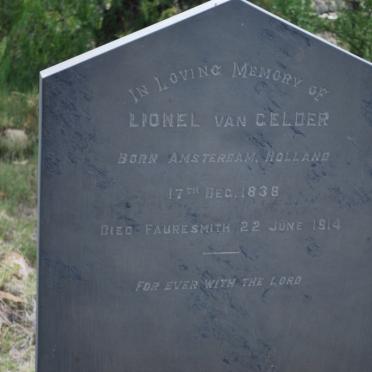 In Loving Memory of
Lionel van Gelder
Born Amsterdam, Holland
17TH Dec. 1838
Died Fauresmith 22 June 1914
For ever with the Lord